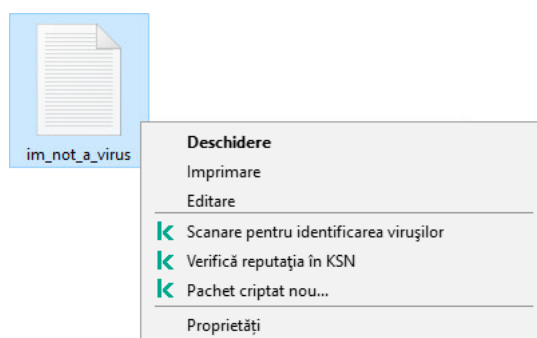 im_not_a_virus
Deschidere
Imprimare
Editare
Scanare pentru identificarea virușilor
Verifică reputația în KSN
Pachet criptat nou...
Proprietăți